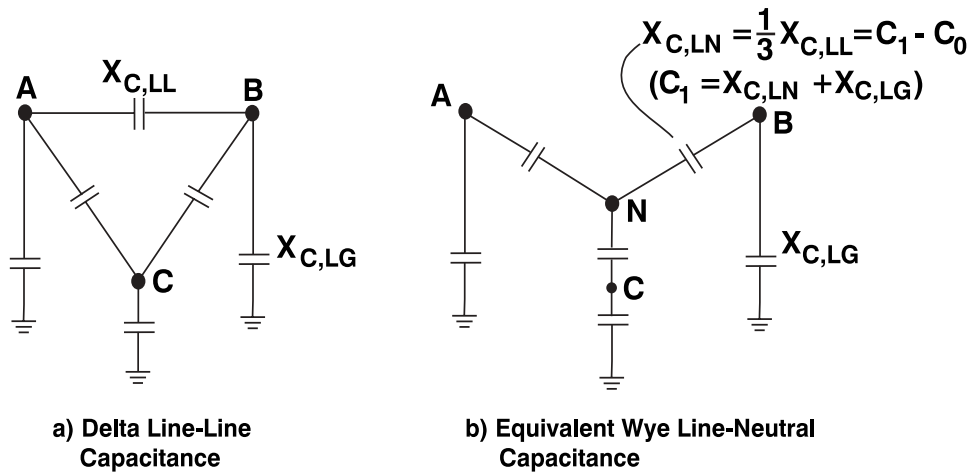 A
X_C,LL
B
C
X_C,LG
a) Delta Line-Line
Capacitance
X_C,LN = 1/3 X_C,LL = C_1 - C_0
(C_1 = X_C,LN + X_C,LG)
A
B
N
C
X_C,LG
b) Equivalent Wye Line-Neutral
Capacitance